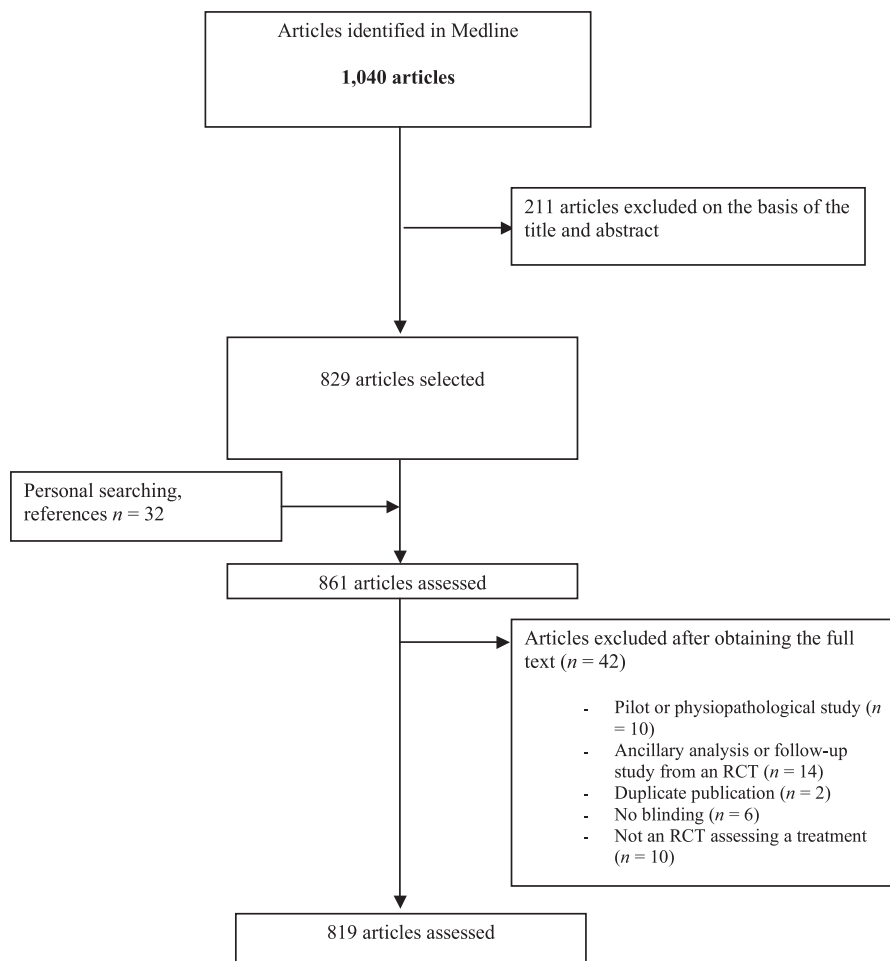 Articles identified in Medline
1,040 articles
211 articles excluded on the basis of the
title and abstract
829 articles selected
Personal searching,
references n = 32
861 articles assessed
Articles excluded after obtaining the full
text (n = 42)
- Pilot or physiopathological study (n
= 10)
- Ancillary analysis or follow-up
study from an RCT (n = 14)
- Duplicate publication (n = 2)
- No blinding (n = 6)
- Not an RCT assessing a treatment
(n = 10)
819 articles assessed